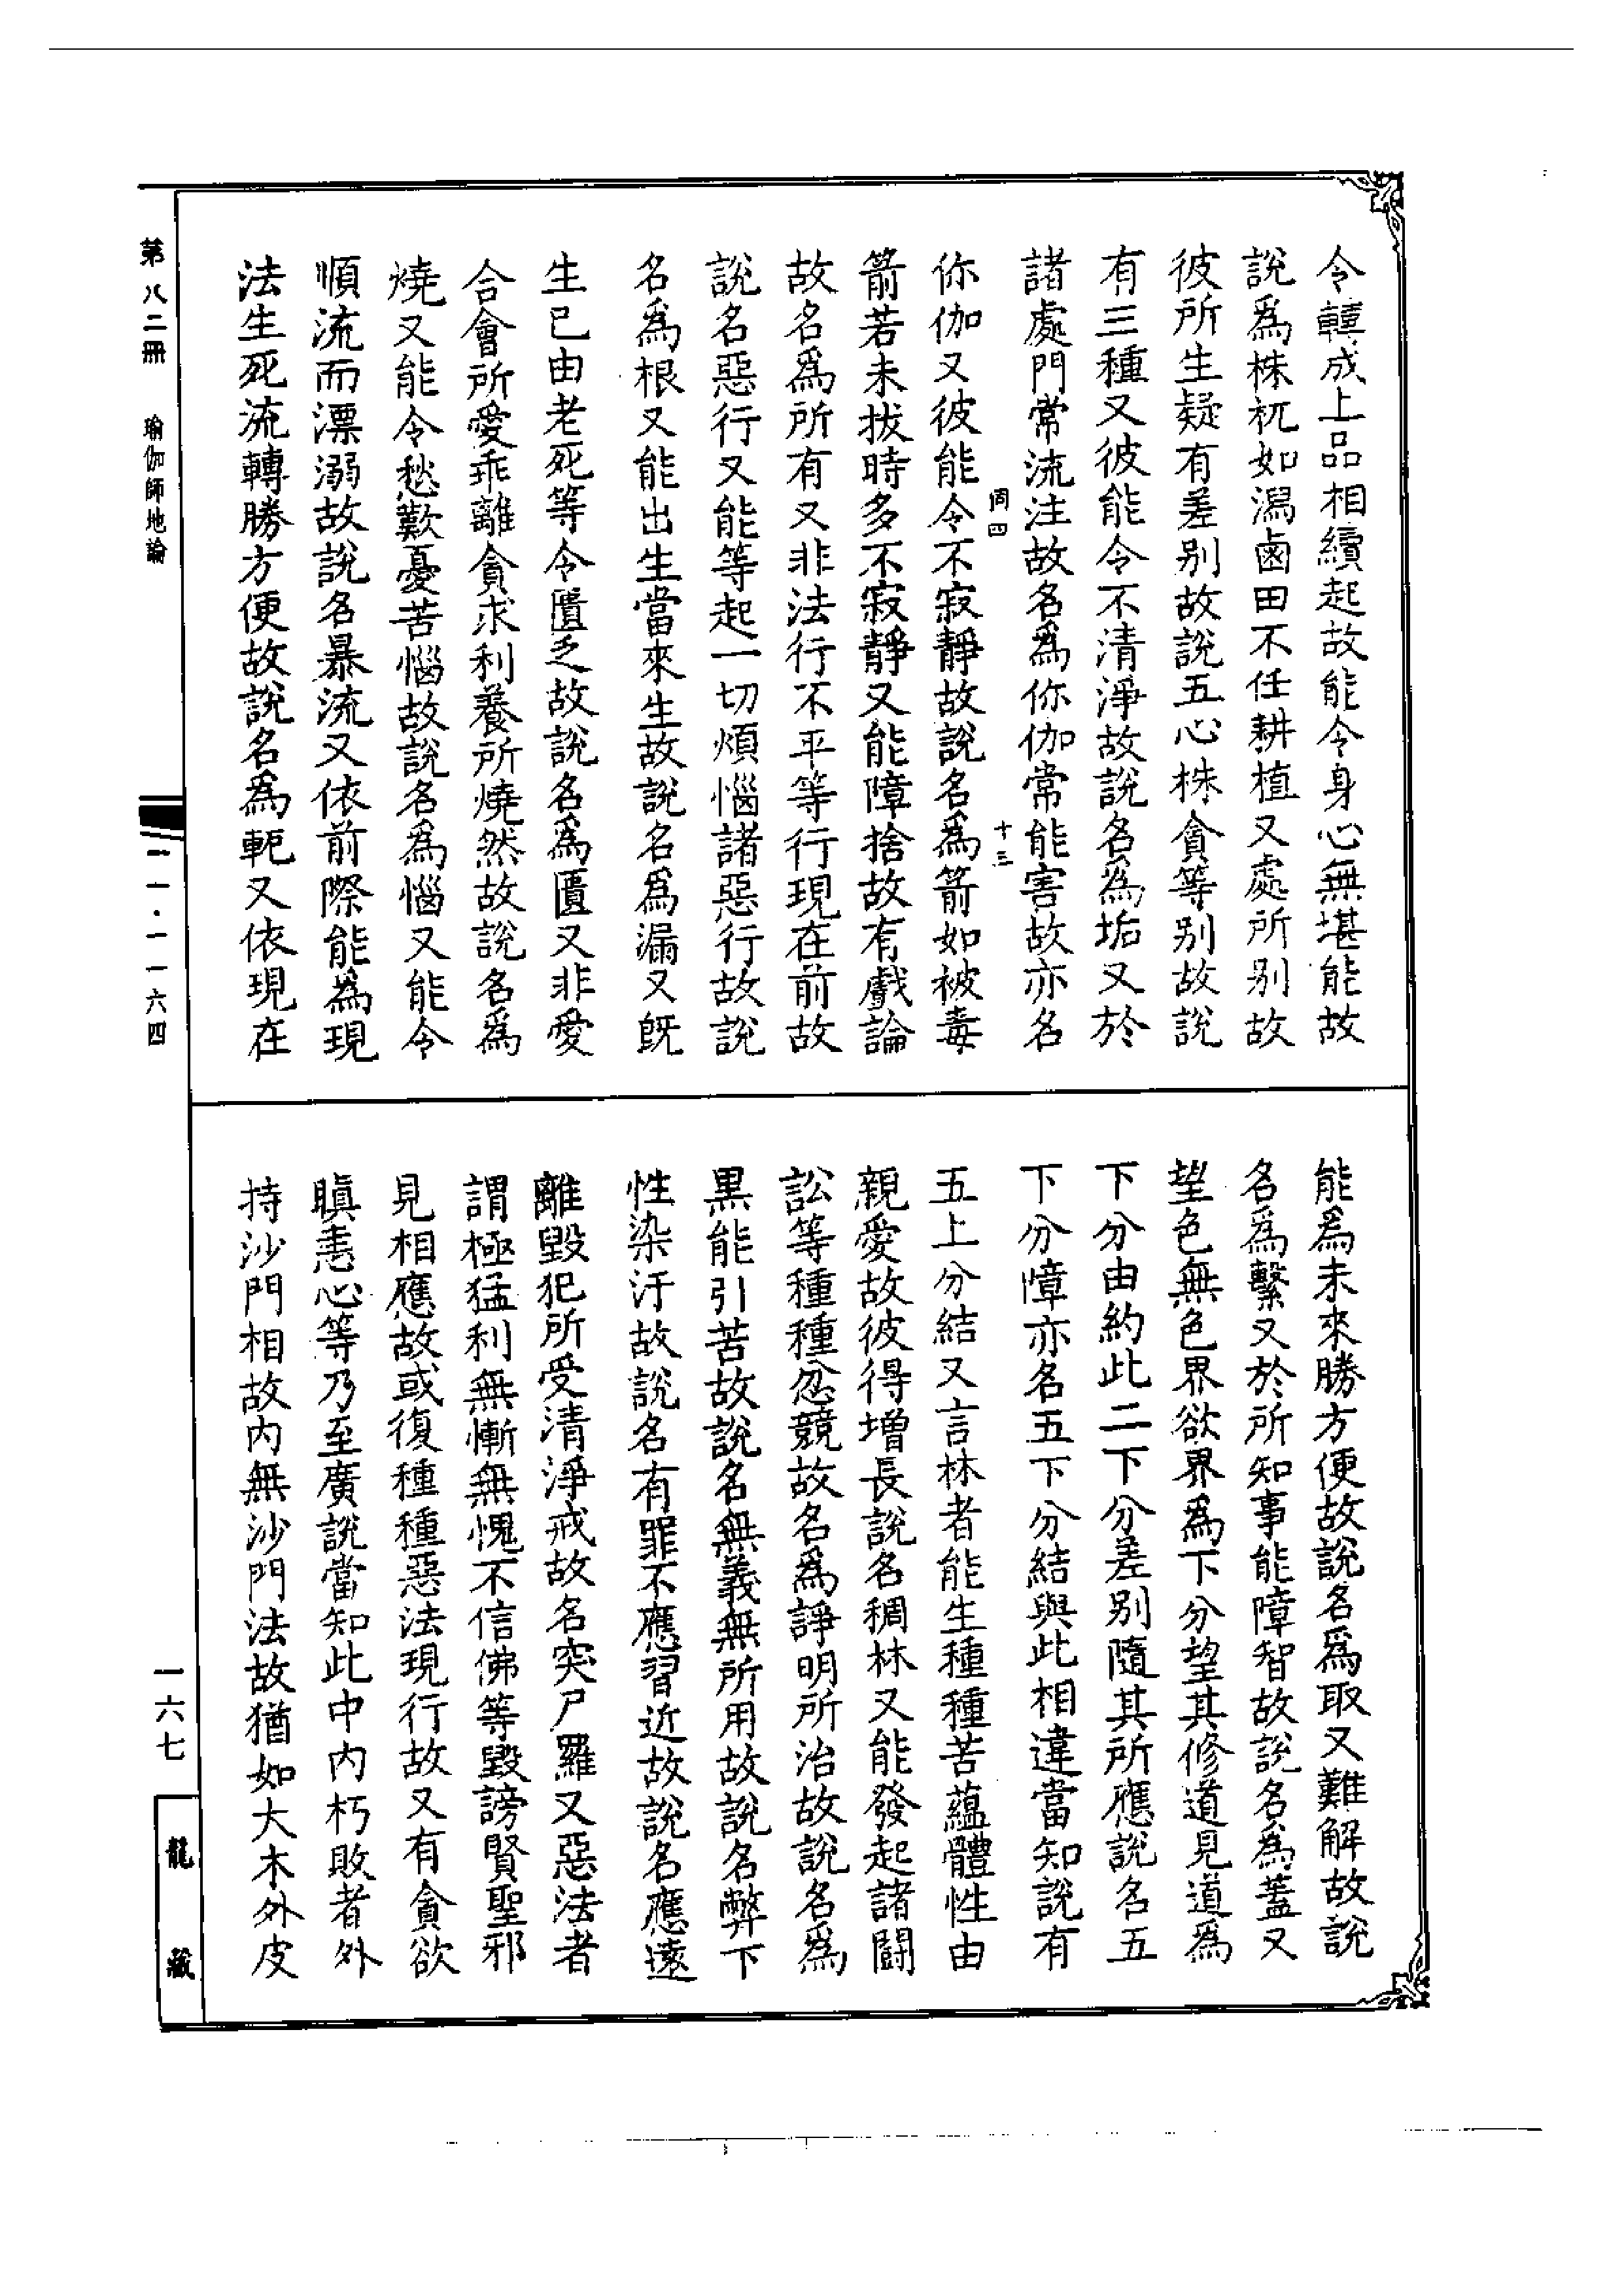 令轉成上品相續起故能令身心無堪能故
說爲株杌如潟鹵田不任耕植又處所別故
彼所生疑有差別故說五心株貪等別故說
有三種又彼能令不清淨故說名爲垢又於
諸處門常流注故名爲你伽常能害故亦名
周四
十三
你伽又彼能令不寂靜故說名爲箭如被毒
箭若未拔時多不寂靜又能障捨故有戲論
故名爲所有又非法行不平等行現在前故
說名惡行又能等起一切煩惱諸惡行故說
名爲根又能出生當來生故說名爲漏又旣
生已由老死等令匱乏故說名爲匱又非愛
合會所愛乖離貪求利養所燒然故說名爲
燒又能令愁歎憂苦惱故說名爲惱又能令
順流而漂溺故說名暴流又依前際能爲現
法生死流轉勝方便故說名爲軛又依現在
能爲未來勝方便故說名爲取又難解故說
名爲繫又於所知事能障智故說名爲蓋又
望色無色界欲界爲下分望其修道見道爲
下分由約此二下分差別隨其所應說名五
下分障亦名五下分結與此相違當知說有
五上分結又言林者能生種種苦蘊體性由
親愛故彼得增長說名稠林又能發起諸鬭
訟等種種忿競故名爲諍明所治故說名爲
黑能引苦故說名無義無所用故說名弊下
性染汙故說名有罪不應習近故說名應遠
離毀犯所受清淨戒故名突尸羅又惡法者
謂極猛利無慚無愧不信佛等毀謗賢聖邪
見相應故或復種種惡法現行故又有貪欲
瞋恚心等乃至廣說當知此中內朽敗者外
持沙門相故內無沙門法故猶如大木外皮
第八二冊 瑜伽師地論
一一·一一六四
一六七
龍藏